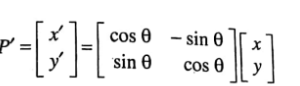 P′ = [ x′ ] = [ cos θ  − sin θ ] [ x ]
[ y′ ] [ sin θ  cos θ ] [ y ]